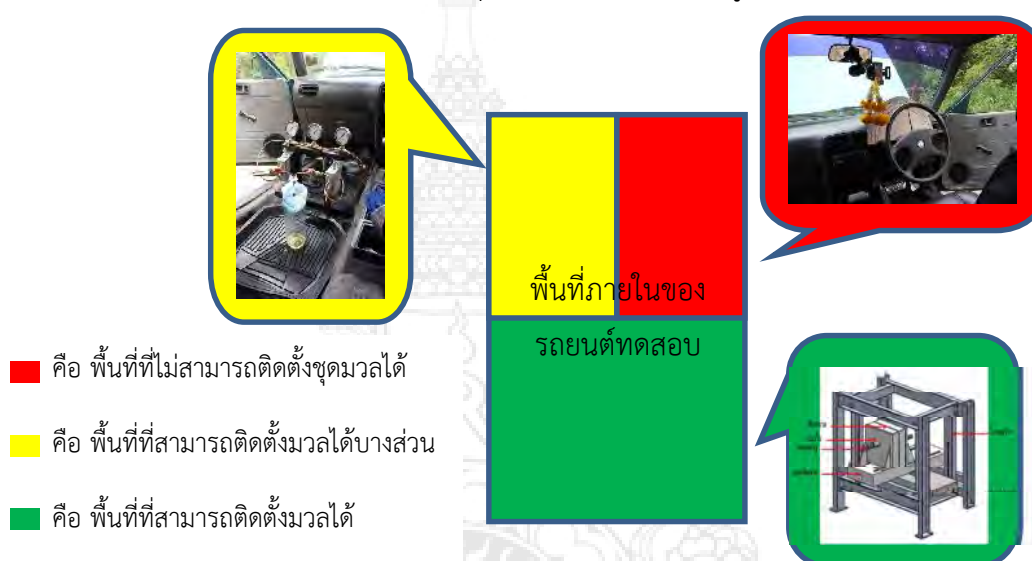 พื้นที่ภายในของ
รถยนต์ทดสอบ
คือ พื้นที่ที่ไม่สามารถติดตั้งชุดมวลได้
คือ พื้นที่ที่สามารถติดตั้งมวลได้บางส่วน
คือ พื้นที่ที่สามารถติดตั้งมวลได้